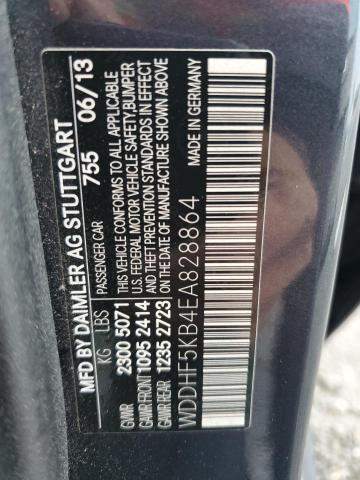 MFD BY DAIMLER AG STUTTGART
755 06/13
PASSENGER CAR
KG LBS
GVWR 2300 5071
GAWR FRONT 1095 2414
GAWR REAR 1235 2723
THIS VEHICLE CONFORMS TO ALL APPLICABLE
U.S. FEDERAL MOTOR VEHICLE SAFETY,BUMPER
AND THEFT PREVENTION STANDARDS IN EFFECT
ON THE DATE OF MANUFACTURE SHOWN ABOVE
MADE IN GERMANY
WDDHF5KB4EA828864